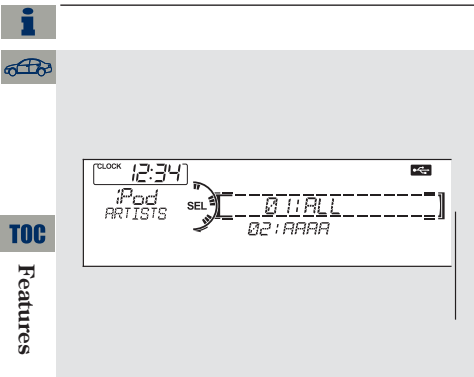 i
CLOCK 12:34
iPod
ARTISTS
SEL
01:ALL
02:AAAA
TOC
Features